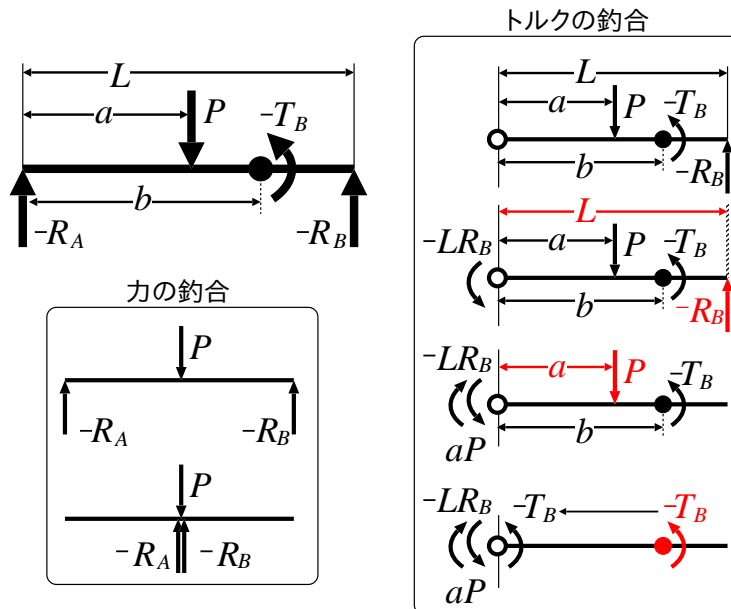 L
a
P
-T_B
b
-R_A
-R_B
力の釣合
P
-R_A
-R_B
P
-R_A
-R_B
トルクの釣合
L
a
P
-T_B
b
-R_B
L
-LR_B
a
P
-T_B
b
-R_B
-LR_B
a
P
-T_B
b
aP
-LR_B
-T_B
-T_B
aP